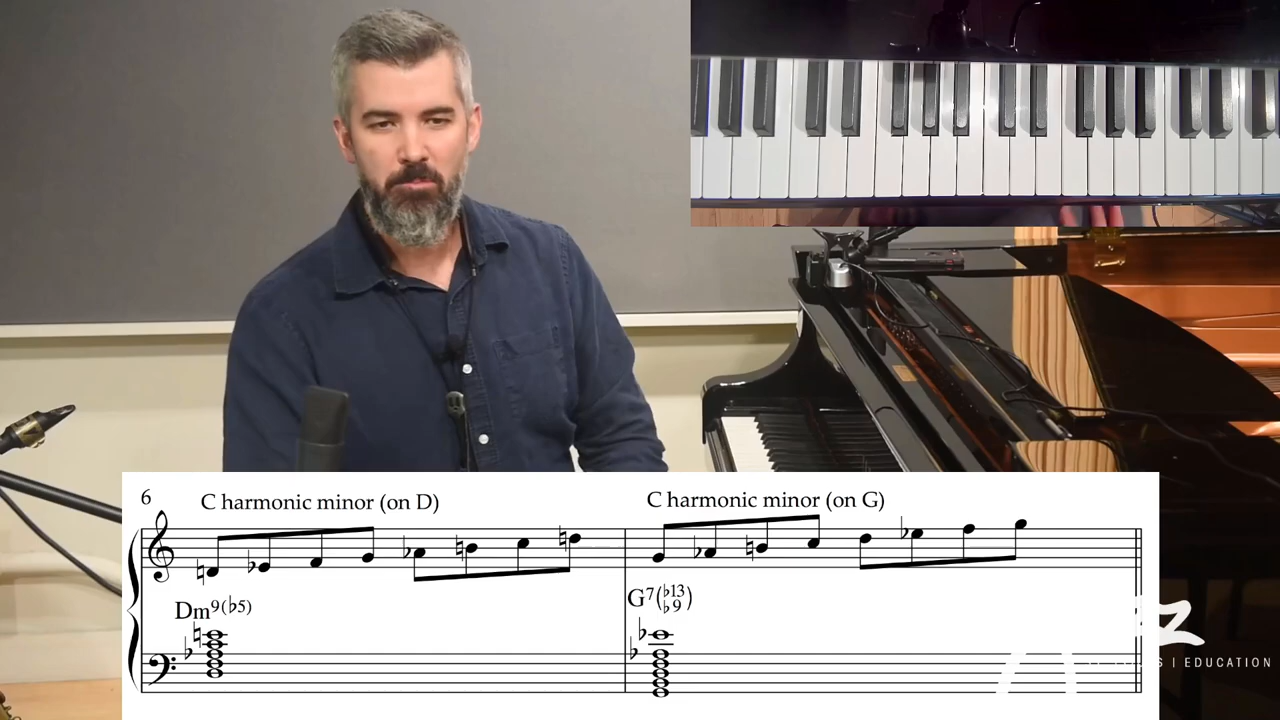 6
C harmonic minor (on D)
C harmonic minor (on G)
Dm9(♭5)
G7(♭13 ♭9)
| EDUCATION